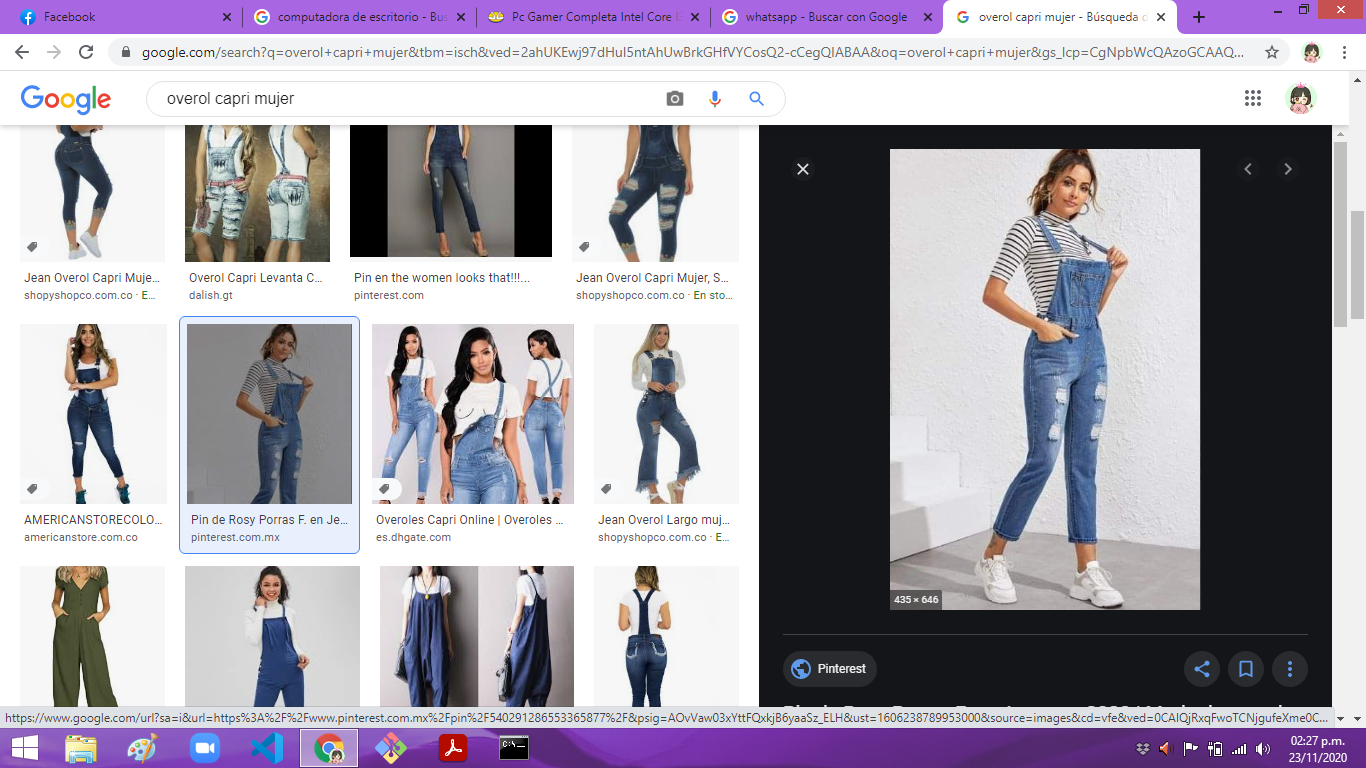 Facebook
computadora de escritorio - Bus
Pc Gamer Completa Intel Core I5
whatsapp - Buscar con Google
overol capri mujer - Búsqueda d
google.com/search?q=overol+capri+mujer&tbm=isch&ved=2ahUKEwj97dHuI5ntAhUwBrkGHfVYCosQ2-cCegQIABAA&oq=overol+capri+mujer&gs_lcp=CgNpbWcQAzoGCAAQ...
Google
overol capri mujer
Jean Overol Capri Muje...
shopyshopco.com.co · E...
Overol Capri Levanta C...
dalish.gt
Pin en the women looks that!!!...
pinterest.com
Jean Overol Capri Mujer, S...
shopyshopco.com.co · En sto...
AMERICANSTORECOLO...
americanstore.com.co
Pin de Rosy Porras F. en Je...
pinterest.com.mx
Overoles Capri Online | Overoles ...
es.dhgate.com
Jean Overol Largo muj...
shopyshopco.com.co · E...
435 × 646
Pinterest
https://www.google.com/url?sa=i&url=https%3A%2F%2Fwww.pinterest.com.mx%2Fpin%2F540291286553365877%2F&psig=AOvVaw03xYttFQxkjB6yaaSz_ELH&ust=1606238789953000&source=images&cd=vfe&ved=0CAIQjRxqFwoTCNjgufeXme0C...
02:27 p.m.
23/11/2020